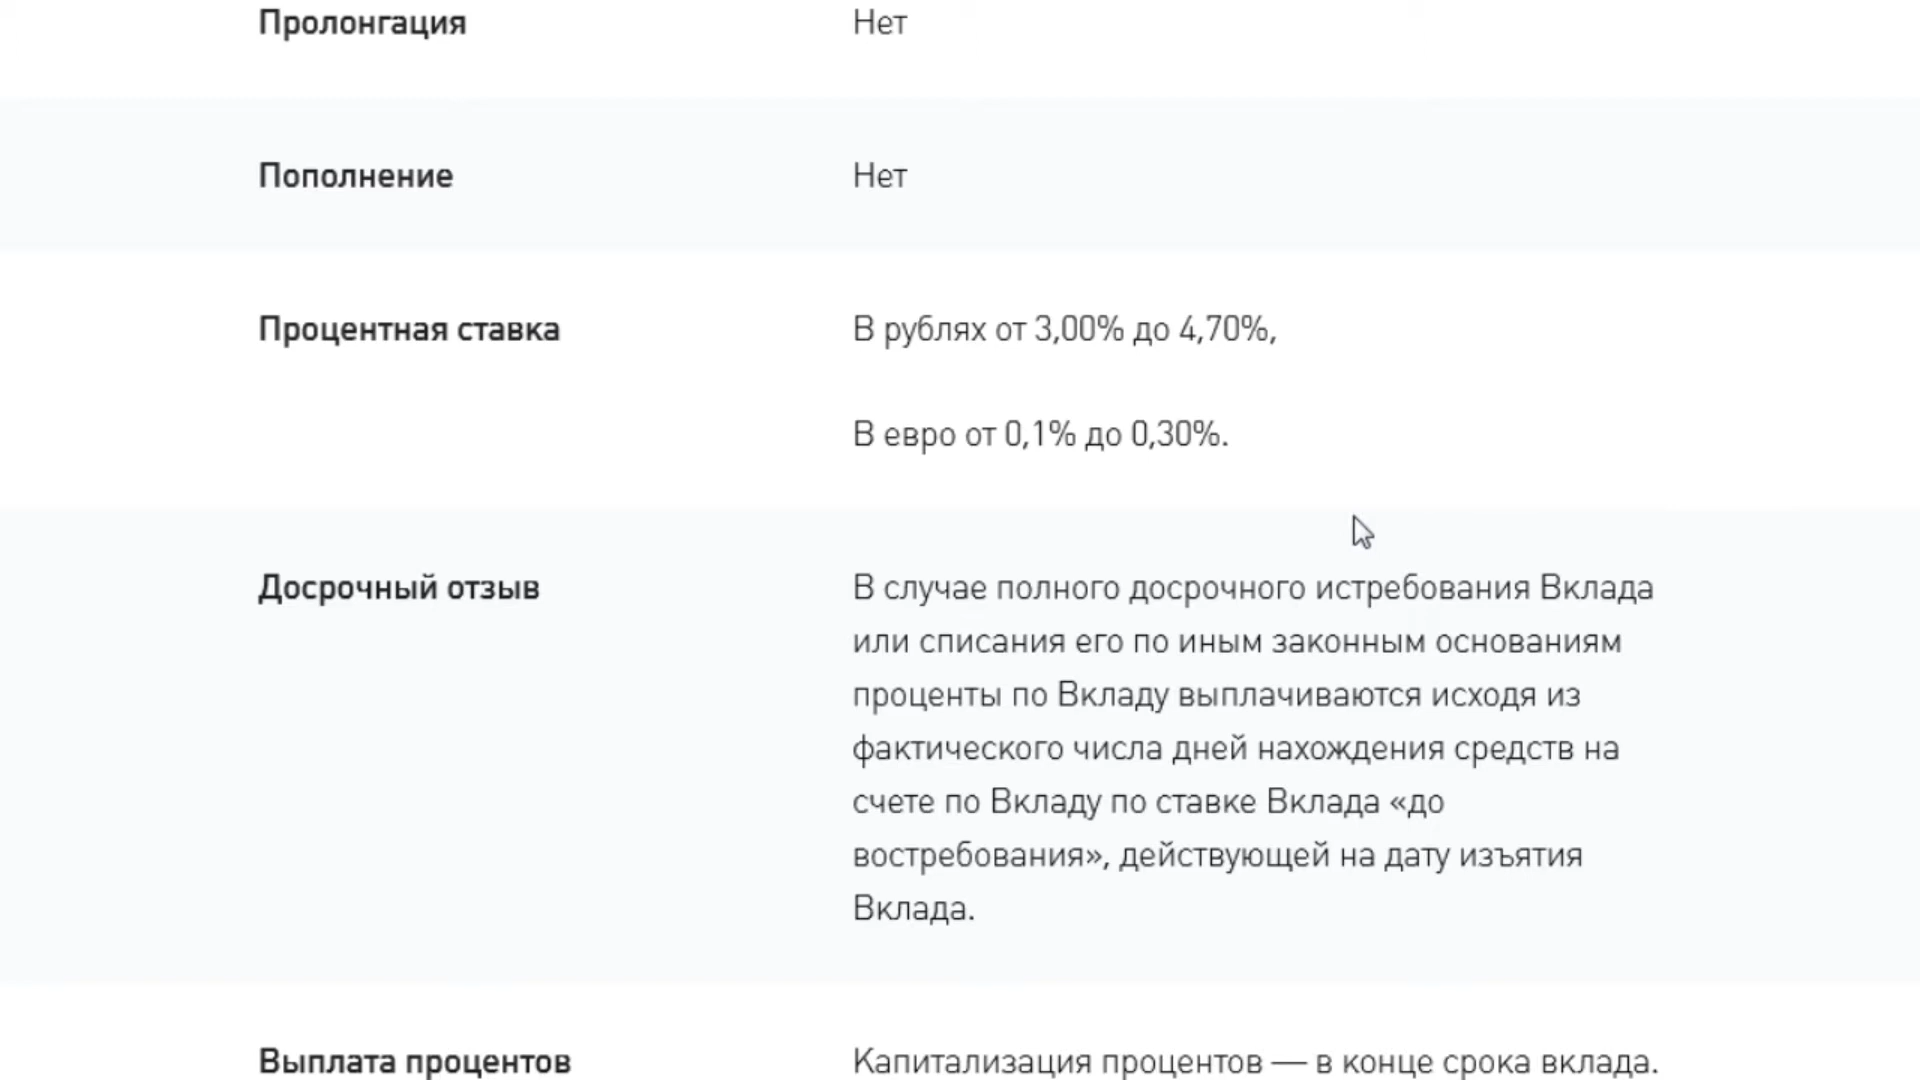 Пролонгация Нет
Пополнение Нет
Процентная ставка В рублях от 3,00% до 4,70%,
В евро от 0,1% до 0,30%.
Досрочный отзыв В случае полного досрочного истребования Вклада
или списания его по иным законным основаниям
проценты по Вкладу выплачиваются исходя из
фактического числа дней нахождения средств на
счете по Вкладу по ставке Вклада «до
востребования», действующей на дату изъятия
Вклада.
Выплата процентов Капитализация процентов — в конце срока вклада.